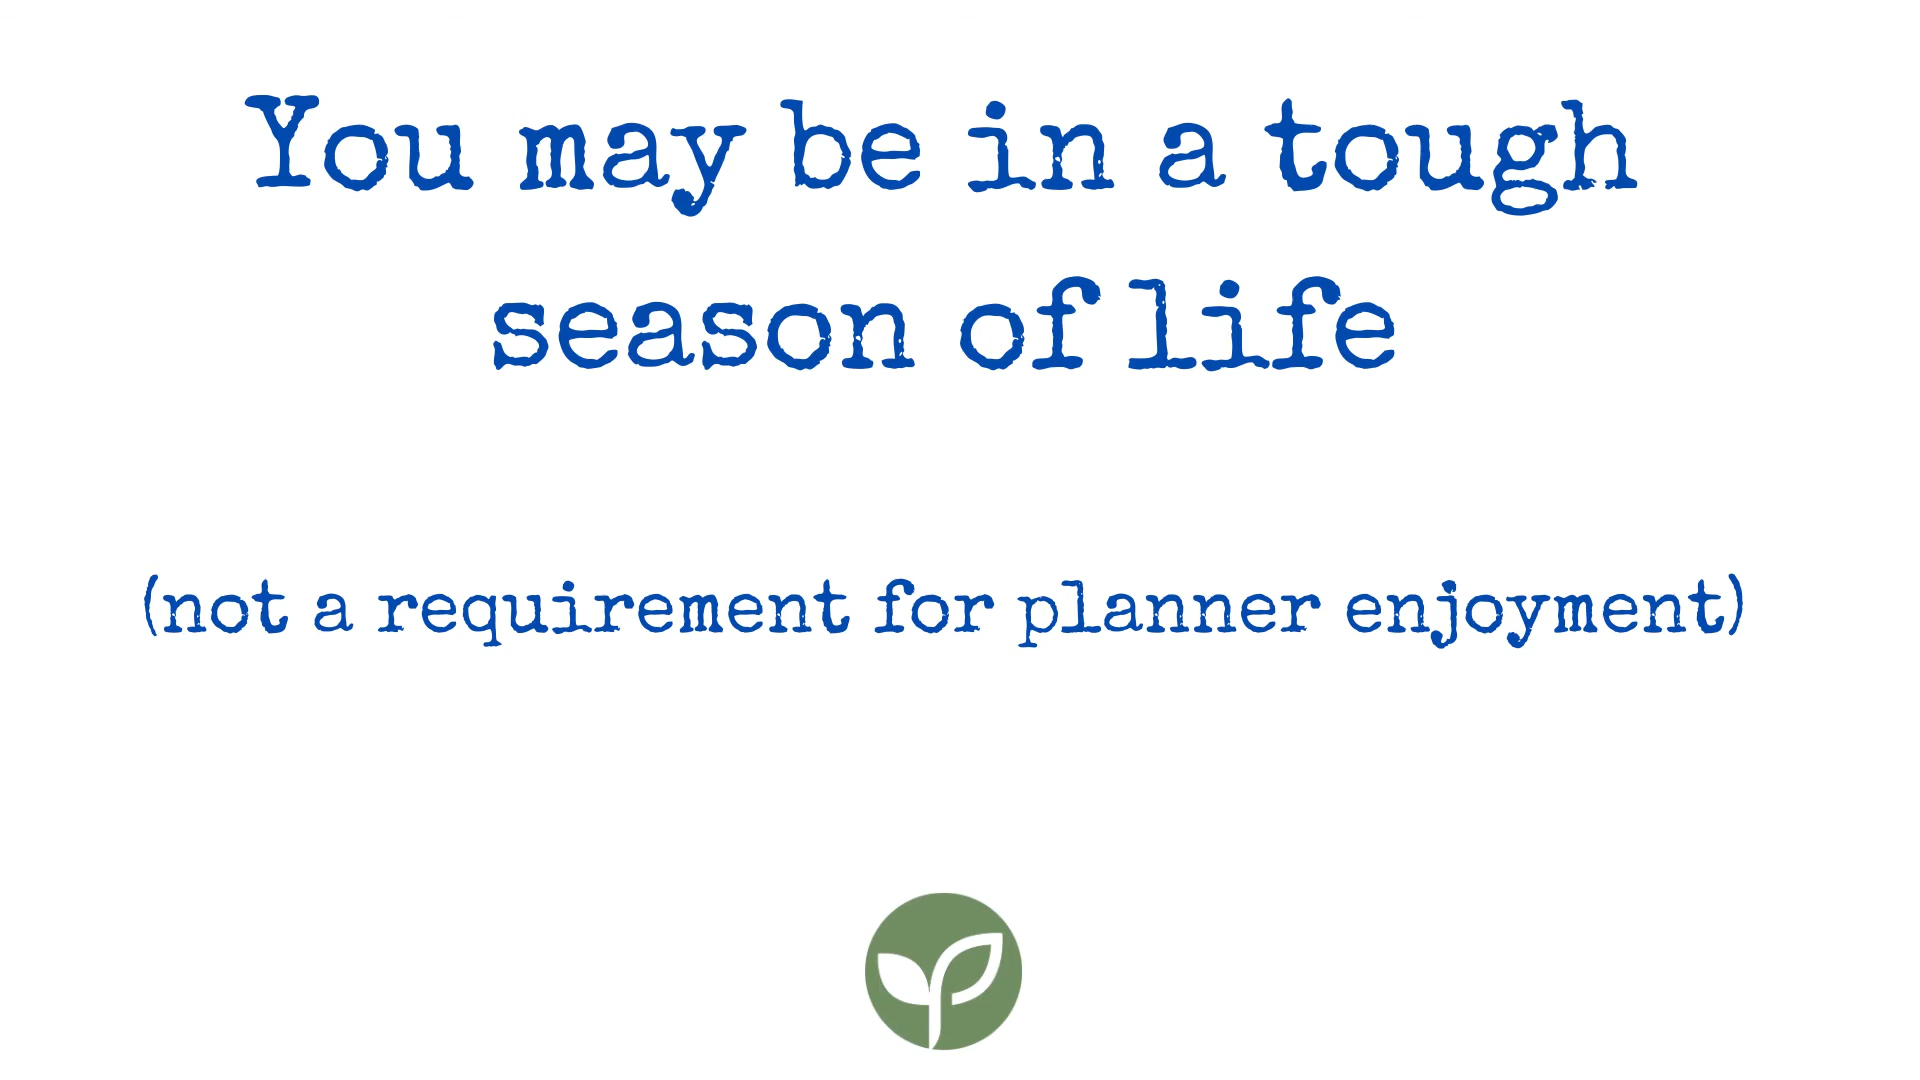 You may be in a tough
season of life
(not a requirement for planner enjoyment)